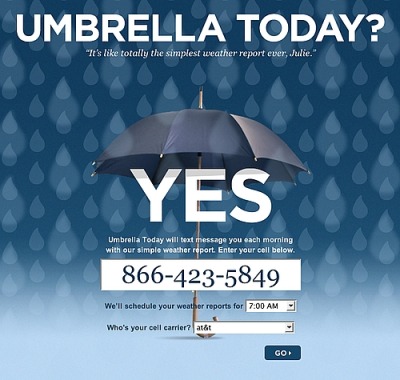 UMBRELLA TODAY?
"It's like totally the simplest weather report ever, Julie."
YES
Umbrella Today will text message you each morning
with our simple weather report. Enter your cell below.
866-423-5849
We'll schedule your weather reports for 7:00 AM
Who's your cell carrier? at&t
GO